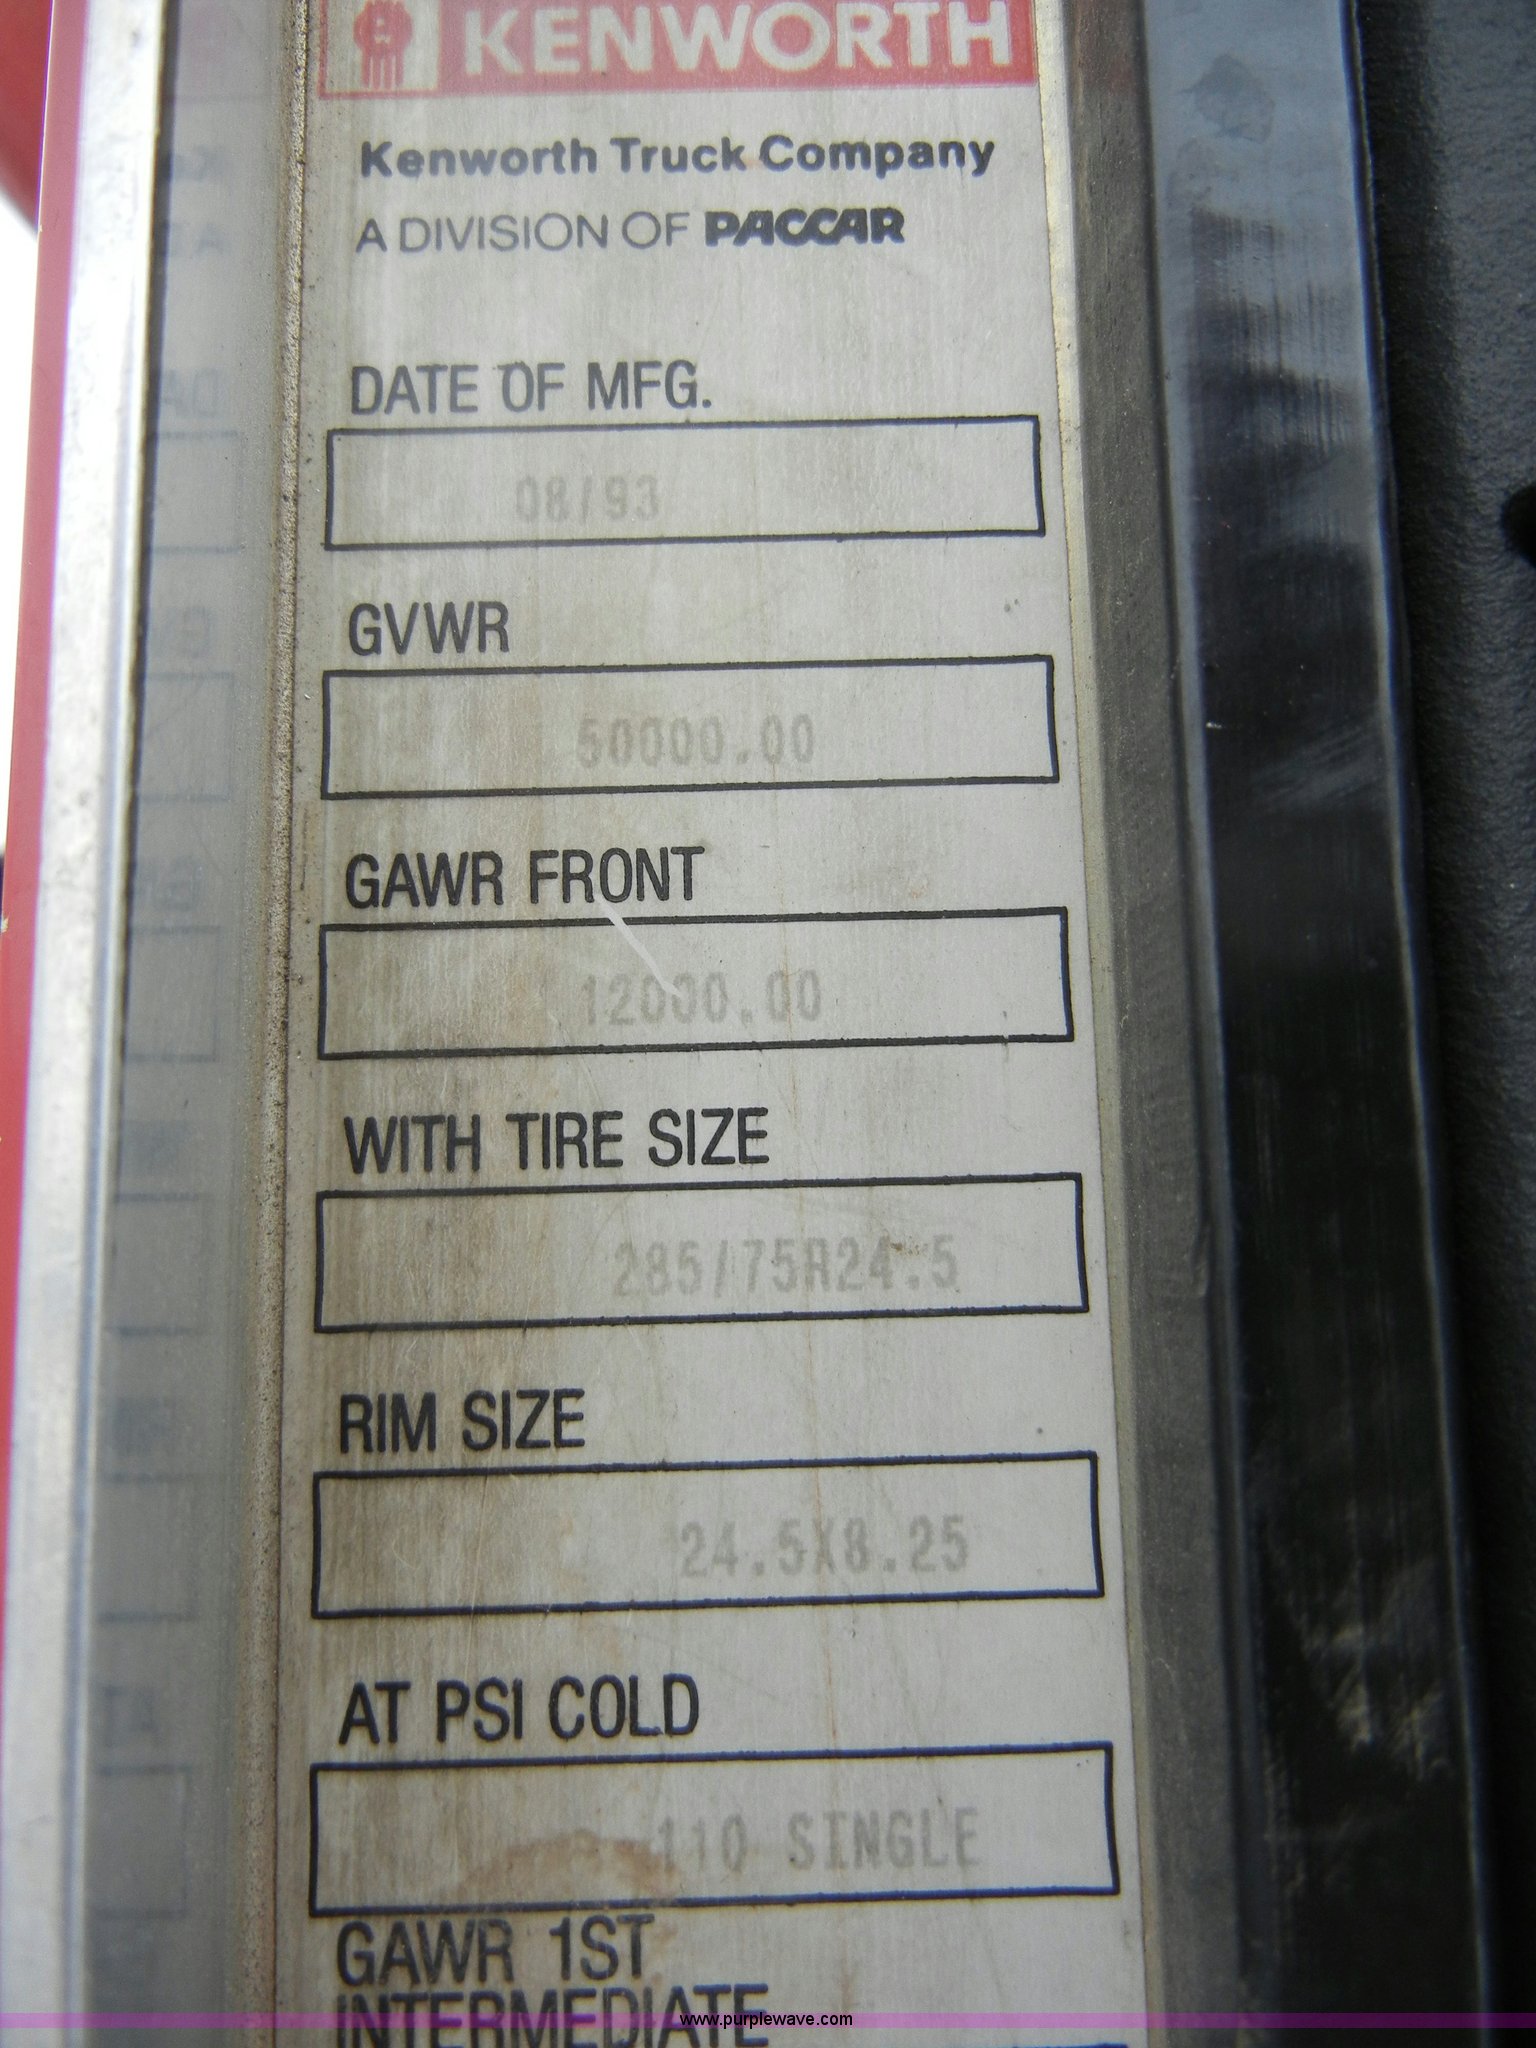 KENWORTH
Kenworth Truck Company
A DIVISION OF PACCAR
DATE OF MFG.
08/93
GVWR
50000.00
GAWR FRONT
12000.00
WITH TIRE SIZE
285/75R24.5
RIM SIZE
24.5X8.25
AT PSI COLD
110 SINGLE
GAWR 1ST
INTERMEDIATE
www.purplewave.com